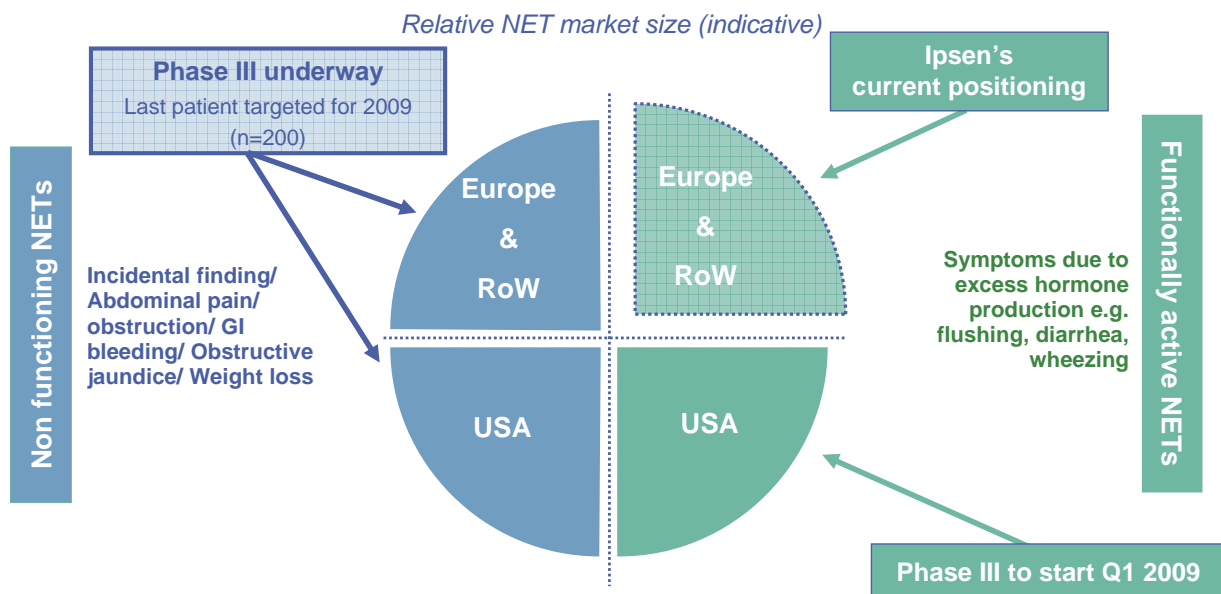 Relative NET market size (indicative)
Phase III underway
Last patient targeted for 2009
(n=200)
Ipsen’s
current positioning
Non functioning NETs
Europe
&
RoW
Europe
&
RoW
Functionally active NETs
Incidental finding/
Abdominal pain/
obstruction/ GI
bleeding/ Obstructive
jaundice/ Weight loss
Symptoms due to
excess hormone
production e.g.
flushing, diarrhea,
wheezing
USA
USA
Phase III to start Q1 2009